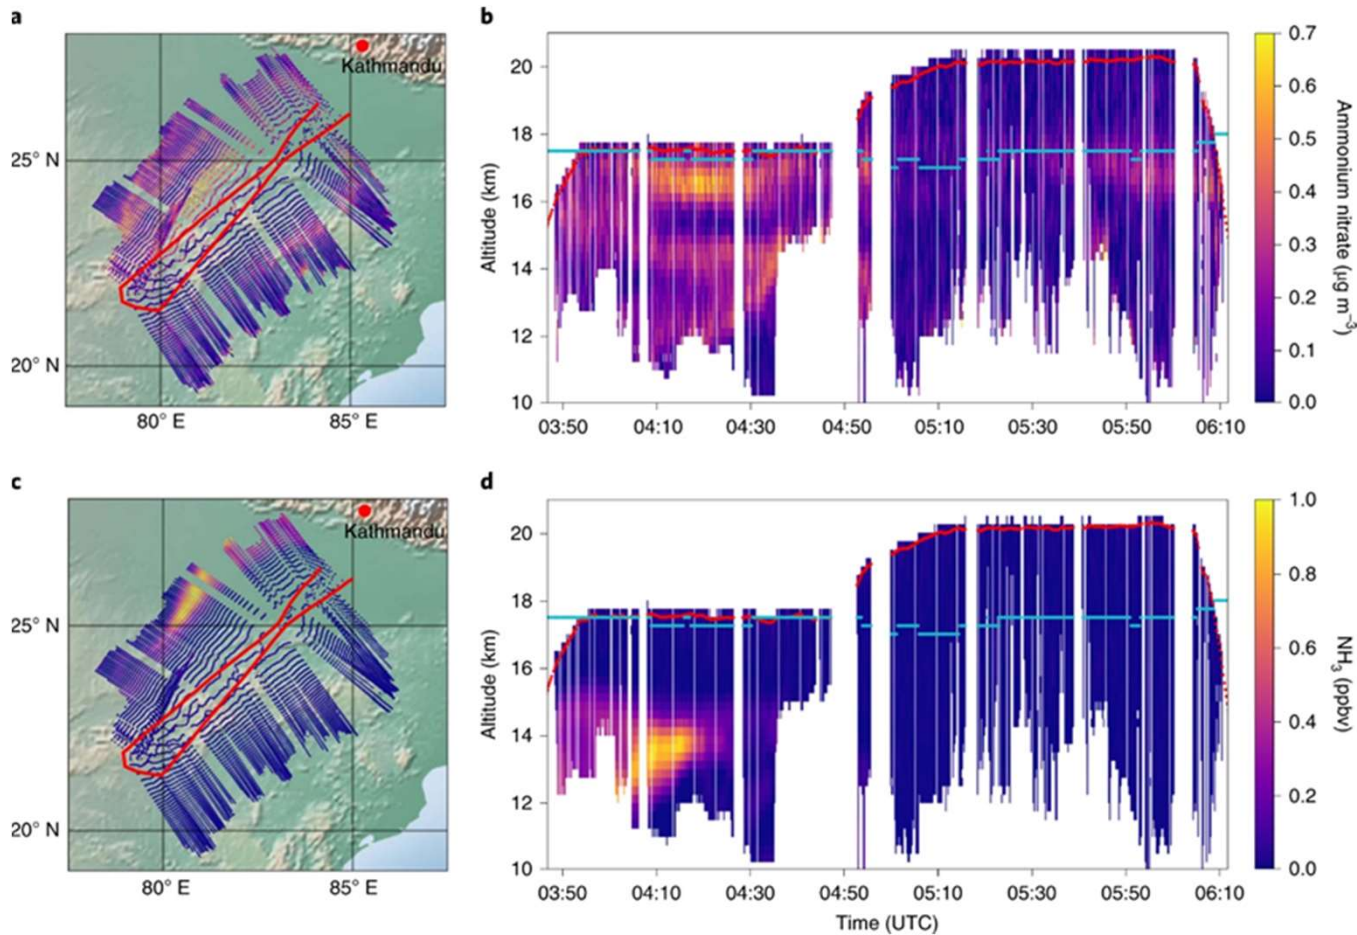 a
Kathmandu
25° N
20° N
80° E
85° E
b
Altitude (km)
20
18
16
14
12
10
03:50
04:10
04:30
04:50
05:10
05:30
05:50
06:10
0.7
0.6
0.5
0.4
0.3
0.2
0.1
0.0
Ammonium nitrate (μg m⁻³)
c
Kathmandu
25° N
20° N
80° E
85° E
d
Altitude (km)
20
18
16
14
12
10
03:50
04:10
04:30
04:50
05:10
05:30
05:50
06:10
Time (UTC)
1.0
0.8
0.6
0.4
0.2
0.0
NH₃ (ppbv)